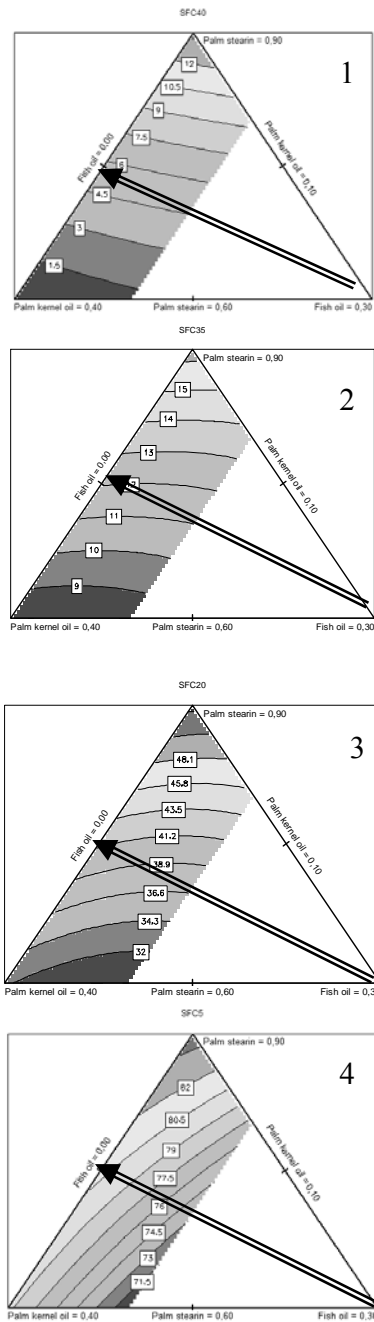 SFC40
Palm stearin = 0,90
1
12
10.5
9
7.5
6
4.5
3
1.5
Fish oil = 0,00
Palm kernel oil = 0,10
Palm kernel oil = 0,40
Palm stearin = 0,60
Fish oil = 0,30
SFC35
Palm stearin = 0,90
2
15
14
13
11
10
9
Fish oil = 0,00
Palm kernel oil = 0,10
Palm kernel oil = 0,40
Palm stearin = 0,60
Fish oil = 0,30
SFC20
Palm stearin = 0,90
3
48.1
45.8
43.5
41.2
38.9
36.6
34.3
32
Fish oil = 0,00
Palm kernel oil = 0,10
Palm kernel oil = 0,40
Palm stearin = 0,60
Fish oil = 0,3
SFC5
Palm stearin = 0,90
4
82
80.5
79
77.5
76
74.5
73
71.5
Fish oil = 0,00
Palm kernel oil = 0,10
Palm kernel oil = 0,40
Palm stearin = 0,60
Fish oil = 0,30